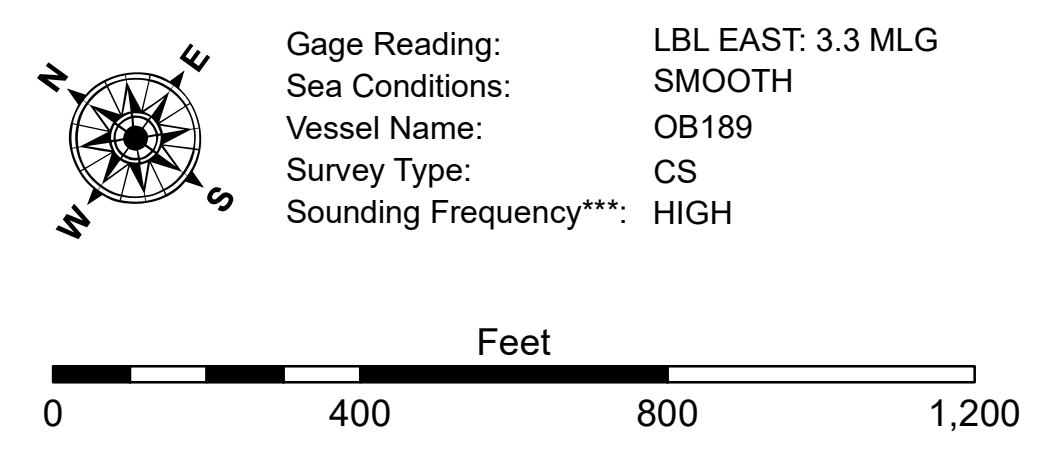 N
E
W
S
Gage Reading: LBL EAST: 3.3 MLG
Sea Conditions: SMOOTH
Vessel Name: OB189
Survey Type: CS
Sounding Frequency***: HIGH
Feet
0 400 800 1,200